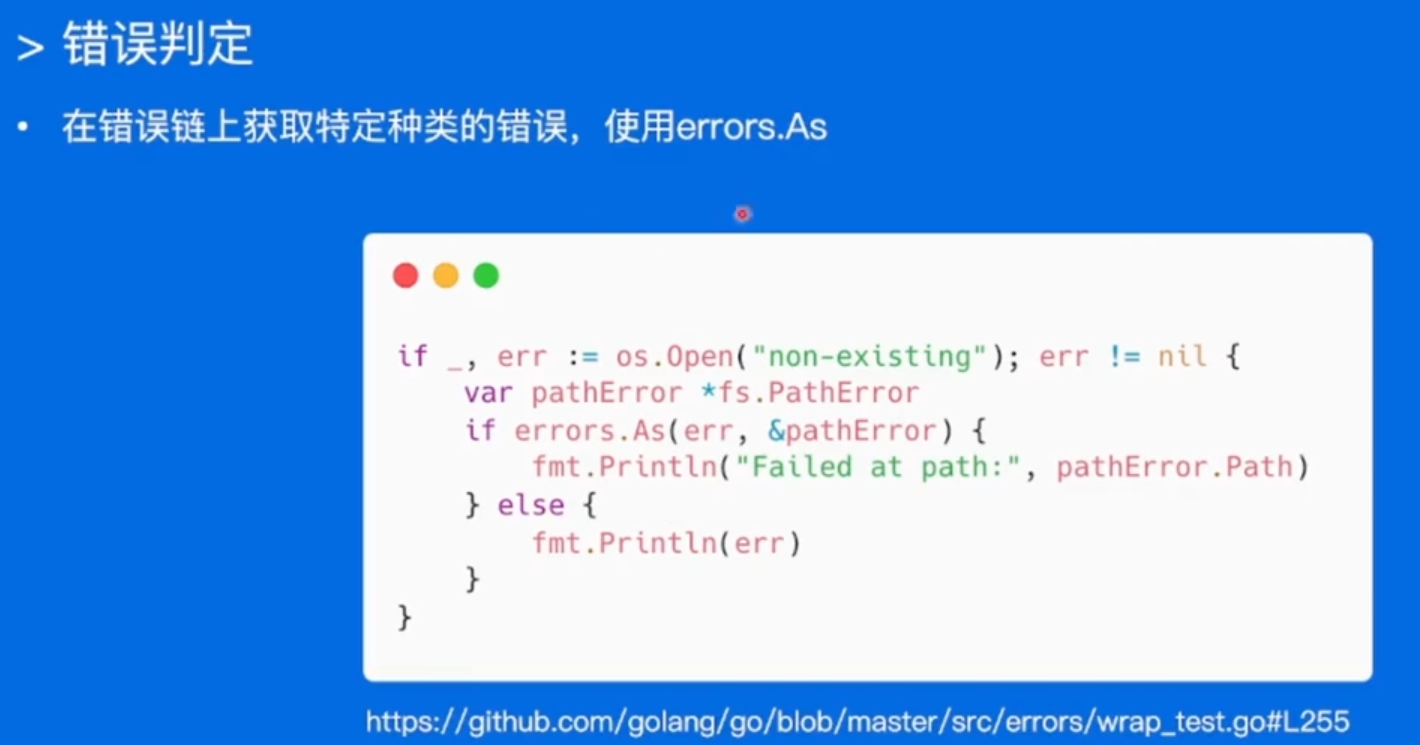 > 错误判定
• 在错误链上获取特定种类的错误，使用errors.As
if _, err := os.Open("non-existing"); err != nil {
    var pathError *fs.PathError
    if errors.As(err, &pathError) {
        fmt.Println("Failed at path:", pathError.Path)
    } else {
        fmt.Println(err)
    }
}
https://github.com/golang/go/blob/master/src/errors/wrap_test.go#L255